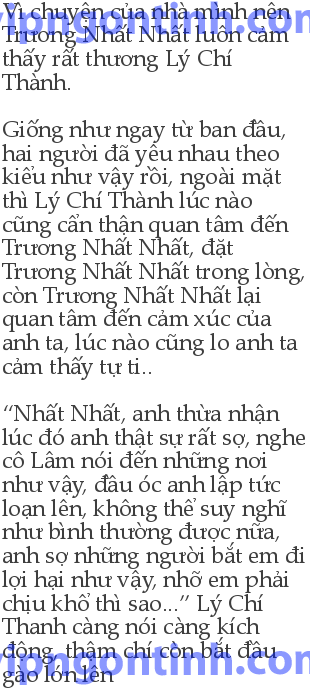 Vì chuyện của nhà mình nên
Trương Nhất Nhất luôn cảm
thấy rất thương Lý Chí
Thành.
Giống như ngay từ ban đầu,
hai người đã yêu nhau theo
kiểu như vậy rồi, ngoài mặt
thì Lý Chí Thành lúc nào
cũng cẩn thận quan tâm đến
Trương Nhất Nhất, đặt
Trương Nhất Nhất trong lòng,
còn Trương Nhất Nhất lại
quan tâm đến cảm xúc của
anh ta, lúc nào cũng lo anh ta
cảm thấy tự ti..
“Nhất Nhất, anh thừa nhận
lúc đó anh thật sự rất sợ, nghe
cô Lâm nói đến những nơi
như vậy, đầu óc anh lập tức
loạn lên, không thể suy nghĩ
như bình thường được nữa,
anh sợ những người bắt em đi
lợi hại như vậy, nhỡ em phải
chịu khổ thì sao...” Lý Chí
Thanh càng nói càng kích
động, thậm chí còn bắt đầu
gào lớn lên
vipngontinh.com
vipngontinh.com